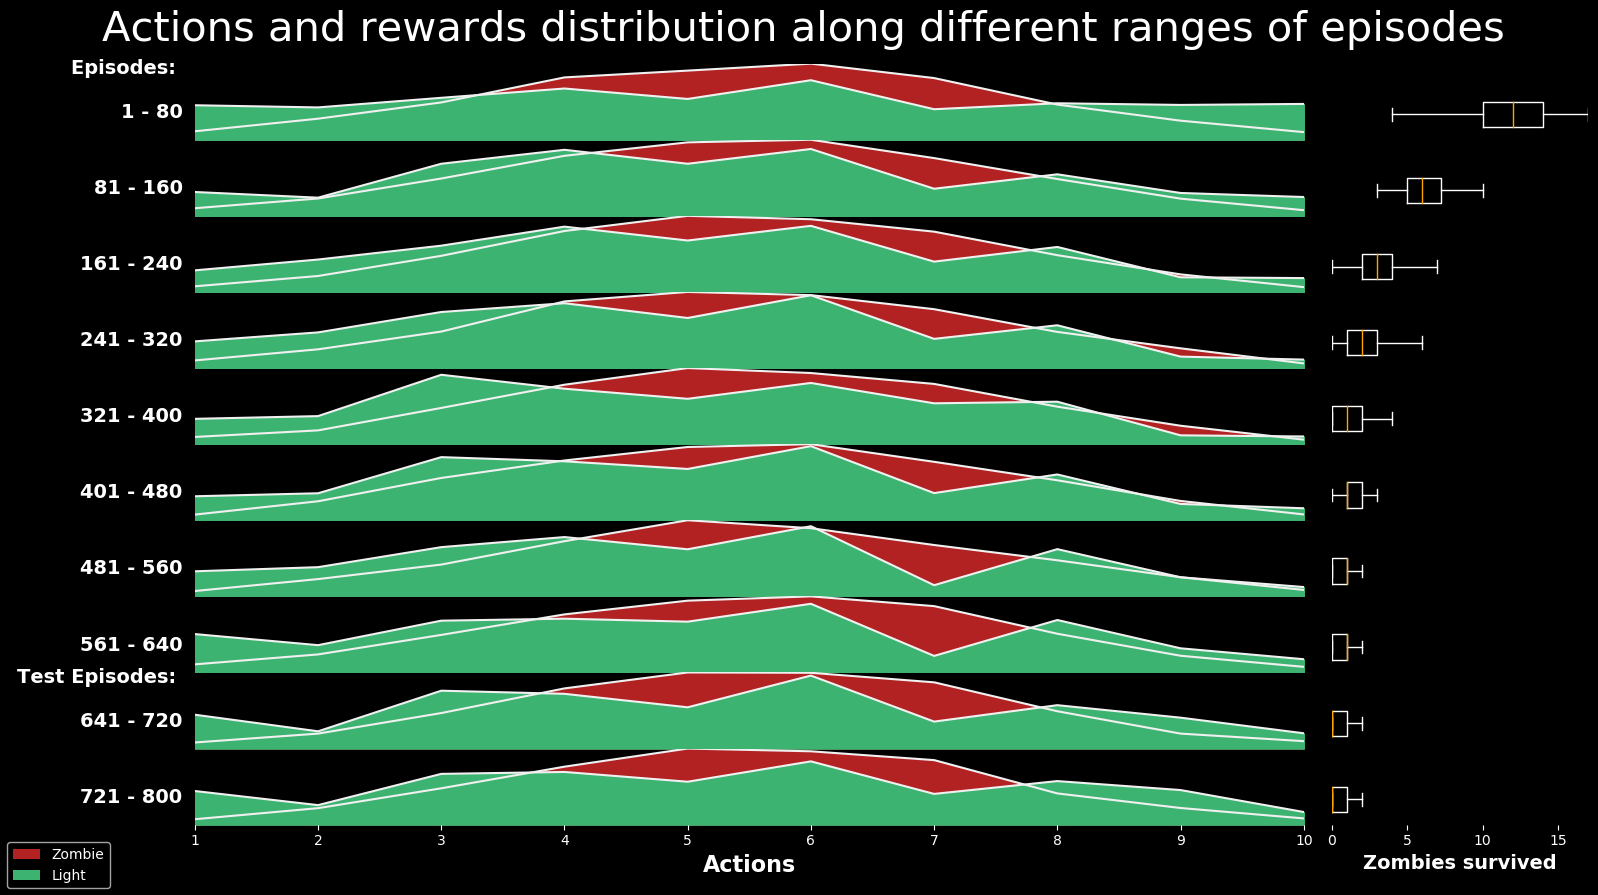 Actions and rewards distribution along different ranges of episodes
Episodes:
1 - 80
81 - 160
161 - 240
241 - 320
321 - 400
401 - 480
481 - 560
561 - 640
Test Episodes:
641 - 720
721 - 800
1 2 3 4 5 6 7 8 9 10
0 5 10 15
Actions
Zombies survived
Zombie
Light